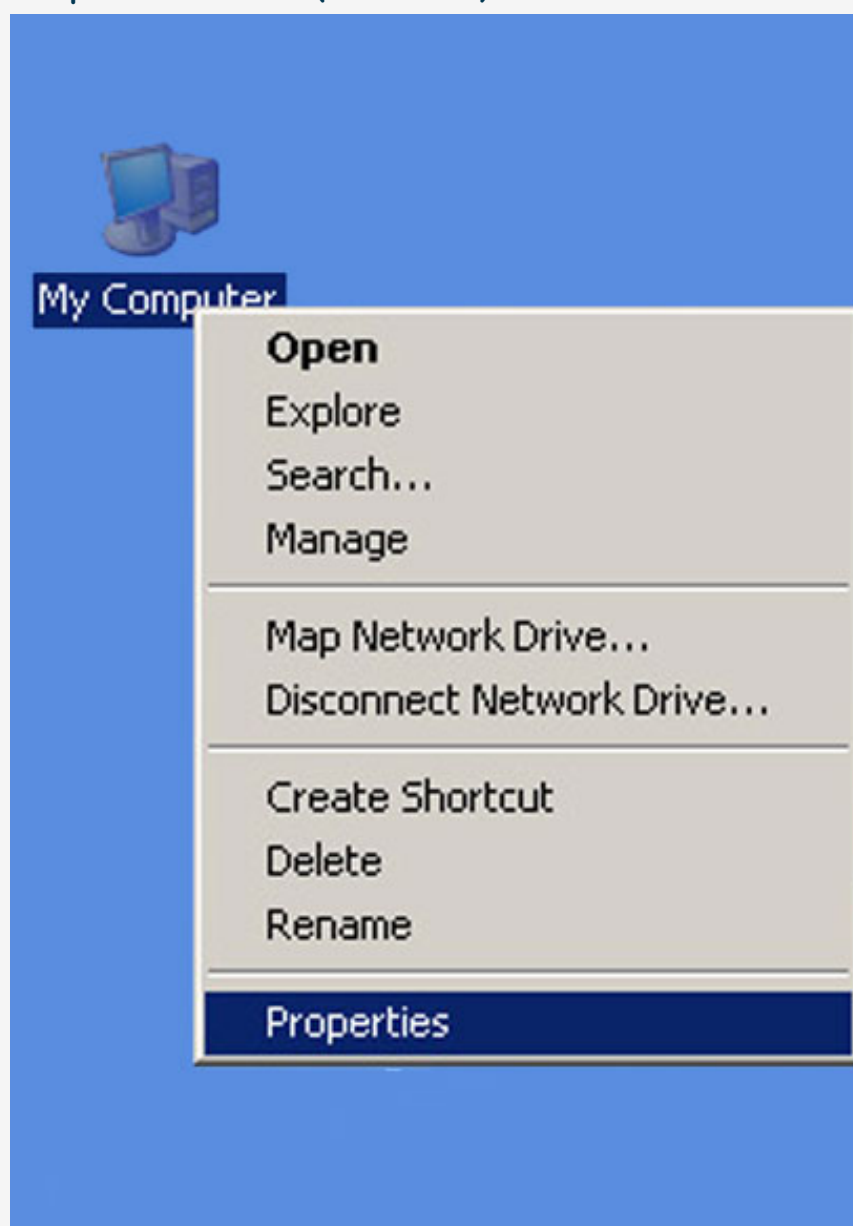 My Computer
Open
Explore
Search...
Manage
Map Network Drive...
Disconnect Network Drive...
Create Shortcut
Delete
Rename
Properties